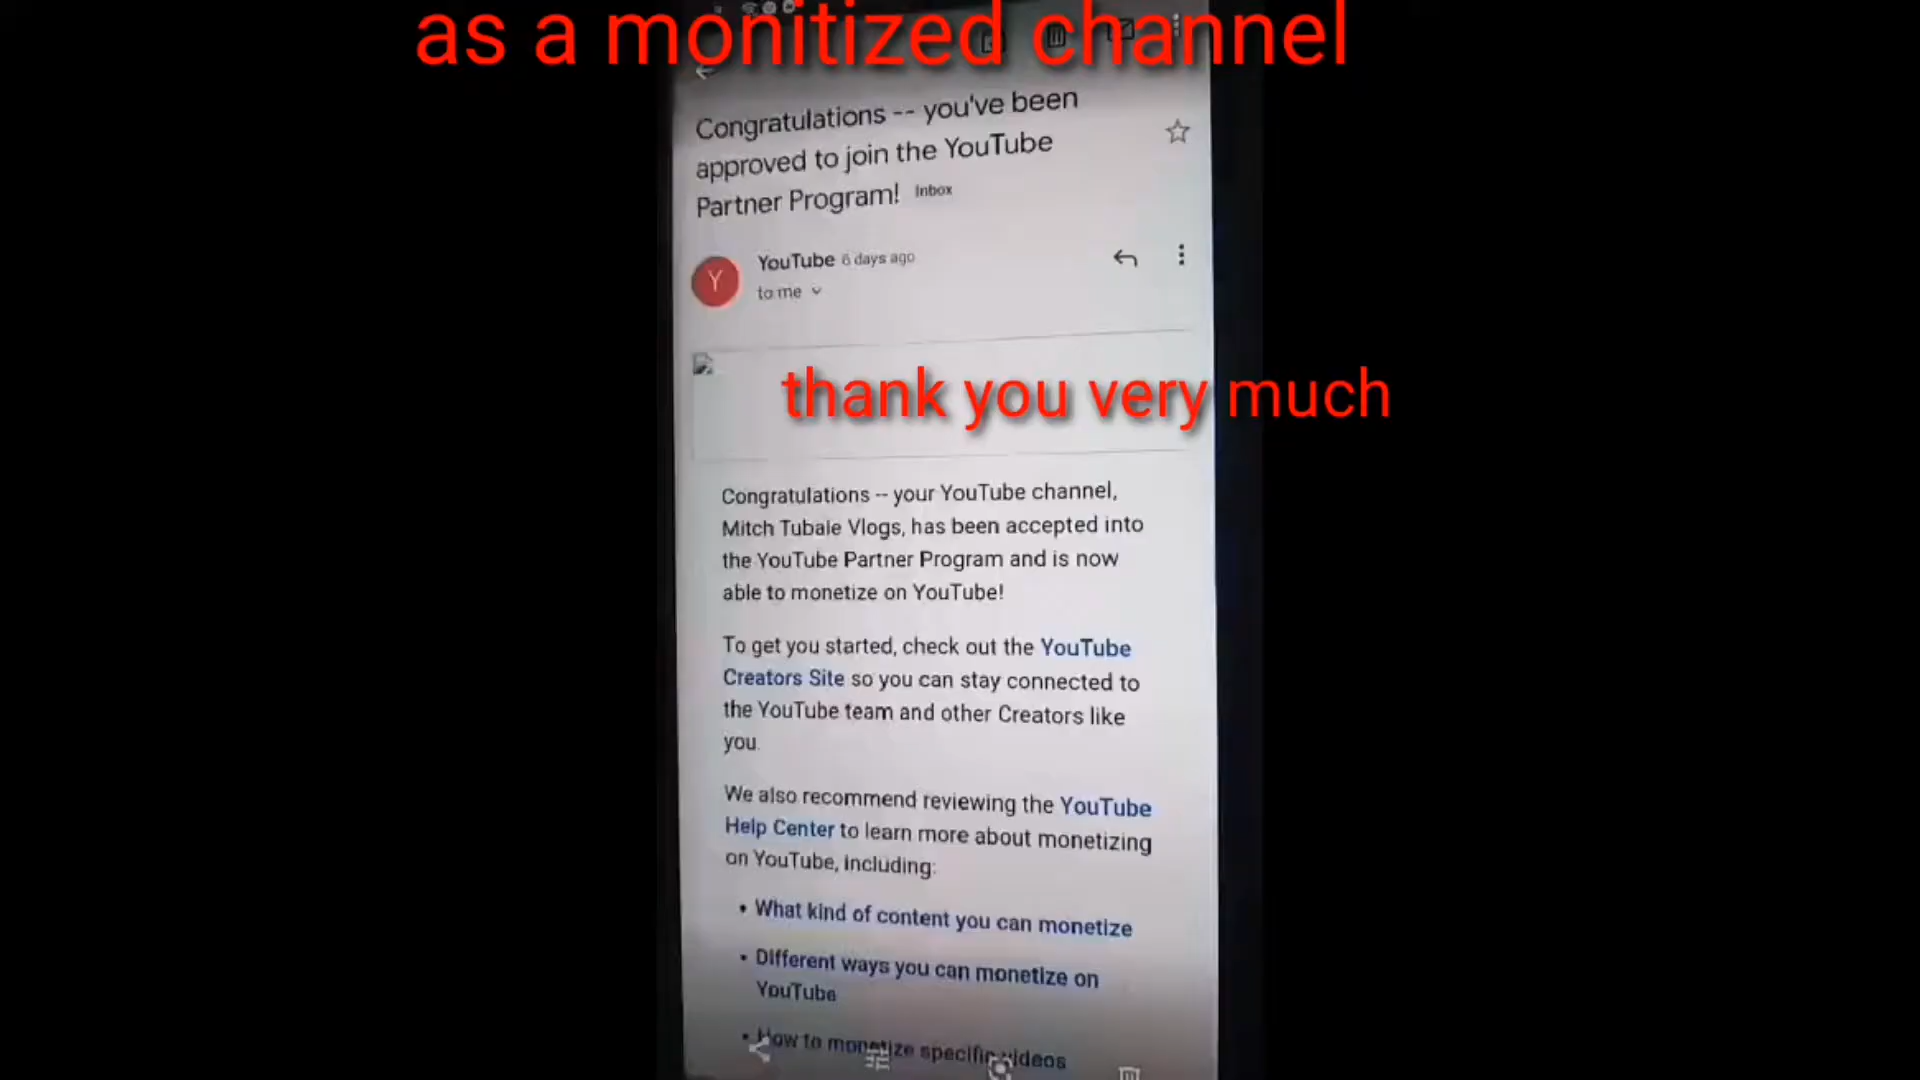 as a monitized channel
Congratulations -- you've been
approved to join the YouTube
Partner Program! Inbox
Y
YouTube 6 days ago
to me
thank you very much
Congratulations -- your YouTube channel,
Mitch Tubale Vlogs, has been accepted into
the YouTube Partner Program and is now
able to monetize on YouTube!
To get you started, check out the YouTube
Creators Site so you can stay connected to
the YouTube team and other Creators like
you.
We also recommend reviewing the YouTube
Help Center to learn more about monetizing
on YouTube, including:
• What kind of content you can monetize
• Different ways you can monetize on
YouTube
• How to monetize specific videos